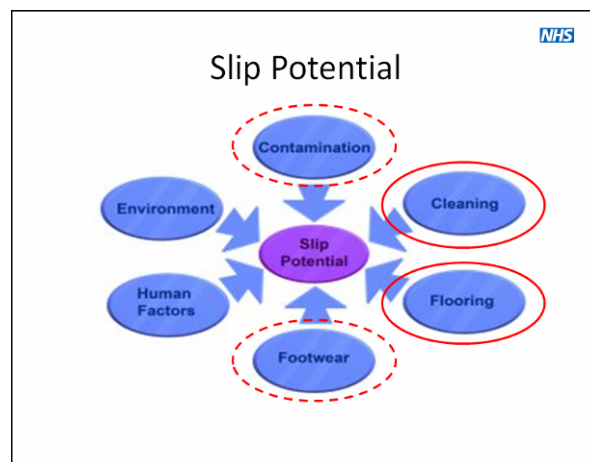 NHS
Slip Potential
Contamination
Environment
Cleaning
Slip
Potential
Human
Factors
Flooring
Footwear